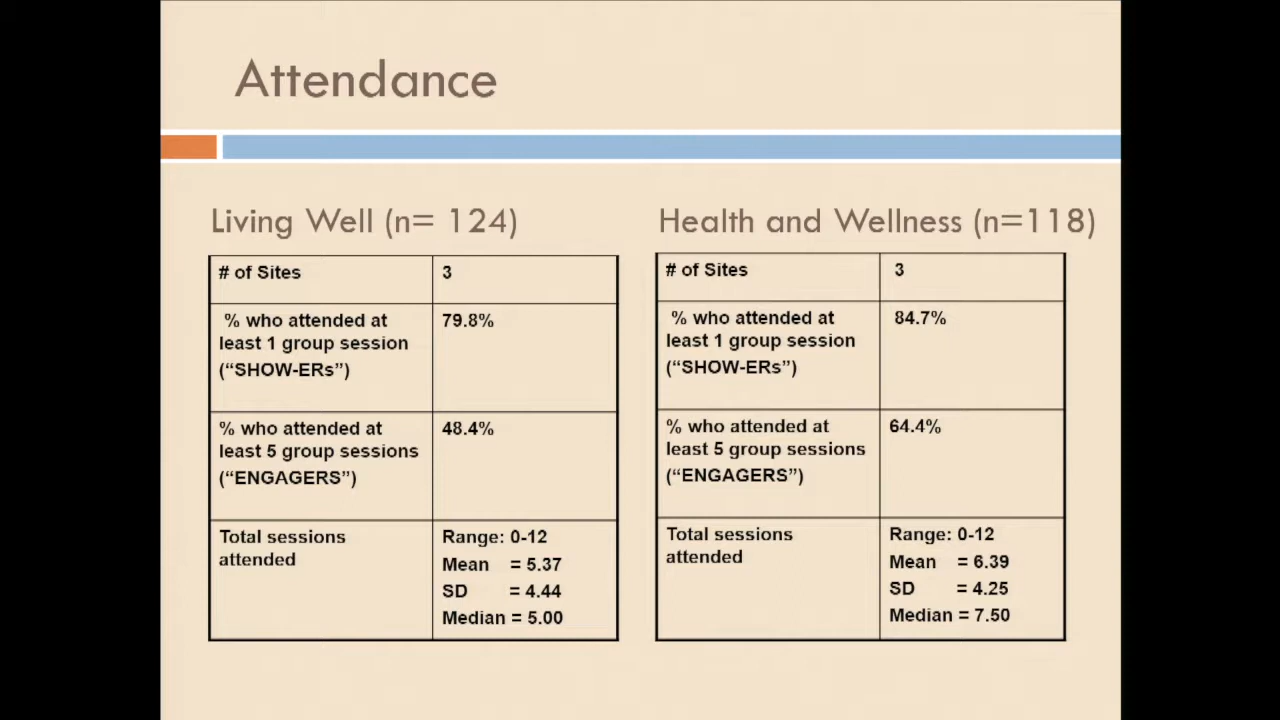 Attendance
Living Well (n= 124)
# of Sites
3
% who attended at
least 1 group session
(“SHOW-ERs”)
79.8%
% who attended at
least 5 group sessions
(“ENGAGERS”)
48.4%
Total sessions
attended
Range: 0-12
Mean = 5.37
SD = 4.44
Median = 5.00
Health and Wellness (n=118)
# of Sites
3
% who attended at
least 1 group session
(“SHOW-ERs”)
84.7%
% who attended at
least 5 group sessions
(“ENGAGERS”)
64.4%
Total sessions
attended
Range: 0-12
Mean = 6.39
SD = 4.25
Median = 7.50